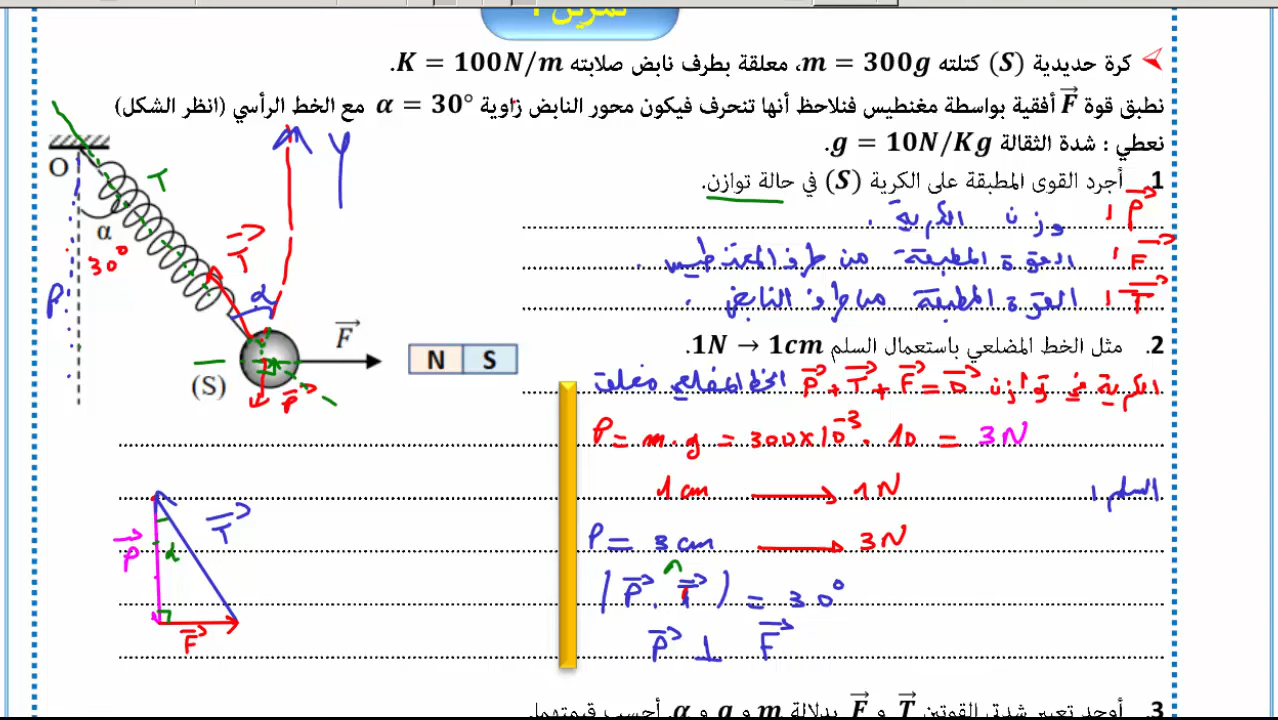 تمرين 1
كرة حديدية (S) كتلته m = 300g، معلقة بطرف نابض صلابته K = 100N/m.
نطبق قوة F⃗ أفقية بواسطة مغنطيس فنلاحظ أنها تنحرف فيكون محور النابض زاوية α = 30° مع الخط الرأسي (انظر الشكل)
نعطي : شدة الثقالة g = 10N/Kg.
1 أجرد القوى المطبقة على الكرية (S) في حالة توازن.
P⃗ : وزن الكرية.
F⃗ : القوة المطبقة من طرف المغنطيس.
T⃗ : القوة المطبقة من طرف النابض.
2. مثل الخط المضلعي باستعمال السلم 1N → 1cm.
الكرية في توازن P⃗ + T⃗ + F⃗ = 0⃗ الخط المضلعي مغلق
P = m.g = 300×10⁻³ . 10 = 3N
السلم : 1cm → 1N
P = 3cm → 3N
(P⃗ . T⃗) = 30°
P⃗ ⊥ F⃗
3 أوجد تعبير شدتي القوتين T⃗ و F⃗ بدلالة m و g و α. أحسب قيمتهما.
O
T
Y
α
30°
T⃗
α
P
F⃗
N S
(S)
P⃗
P⃗
α
T⃗
F⃗